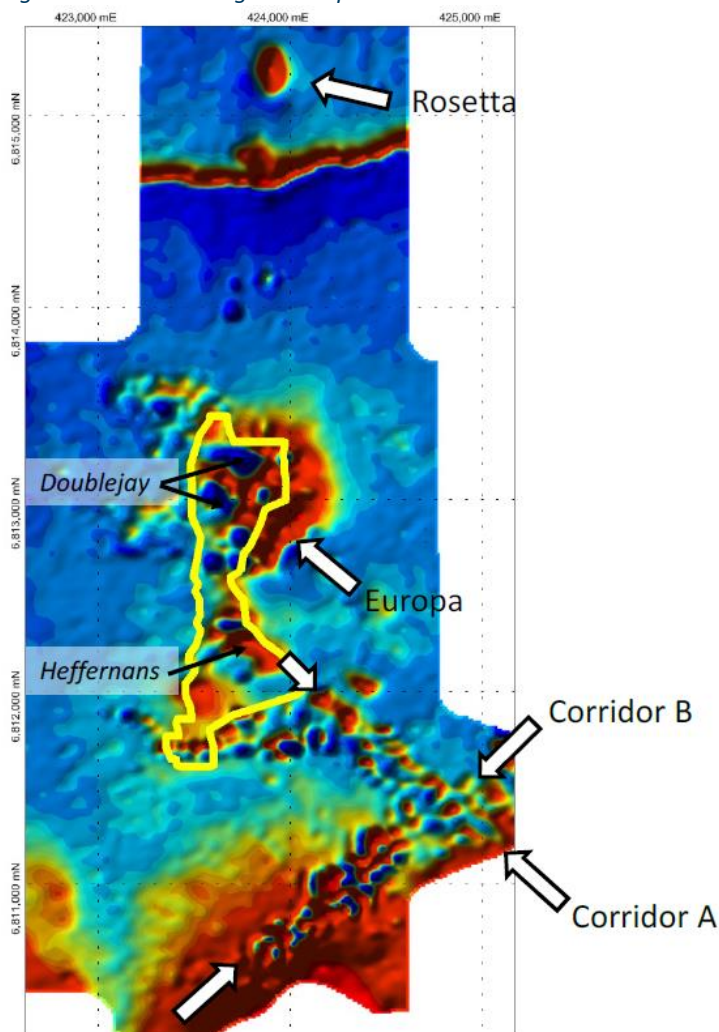 423,000 mE
424,000 mE
425,000 mE
6,815,000 mN
Rosetta
6,814,000 mN
Doublejay
6,813,000 mN
Europa
Heffernans
6,812,000 mN
Corridor B
6,811,000 mN
Corridor A